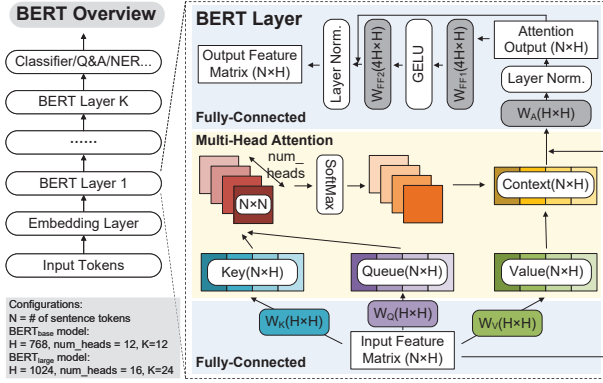 BERT Overview
Classifier/Q&A/NER...
BERT Layer K
......
BERT Layer 1
Embedding Layer
Input Tokens
Configurations:
N = # of sentence tokens
BERTbase model:
H = 768, num_heads = 12, K=12
BERTlarge model:
H = 1024, num_heads = 16, K=24
BERT Layer
Output Feature
Matrix (N×H)
Layer Norm.
WFF2(4H×H)
GELU
WFF1(4H×H)
Attention
Output (N×H)
Layer Norm.
WA(H×H)
Fully-Connected
Multi-Head Attention
num_
heads
N×N
SoftMax
Context(N×H)
Key(N×H)
Queue(N×H)
Value(N×H)
WK(H×H)
WQ(H×H)
WV(H×H)
Fully-Connected
Input Feature
Matrix (N×H)